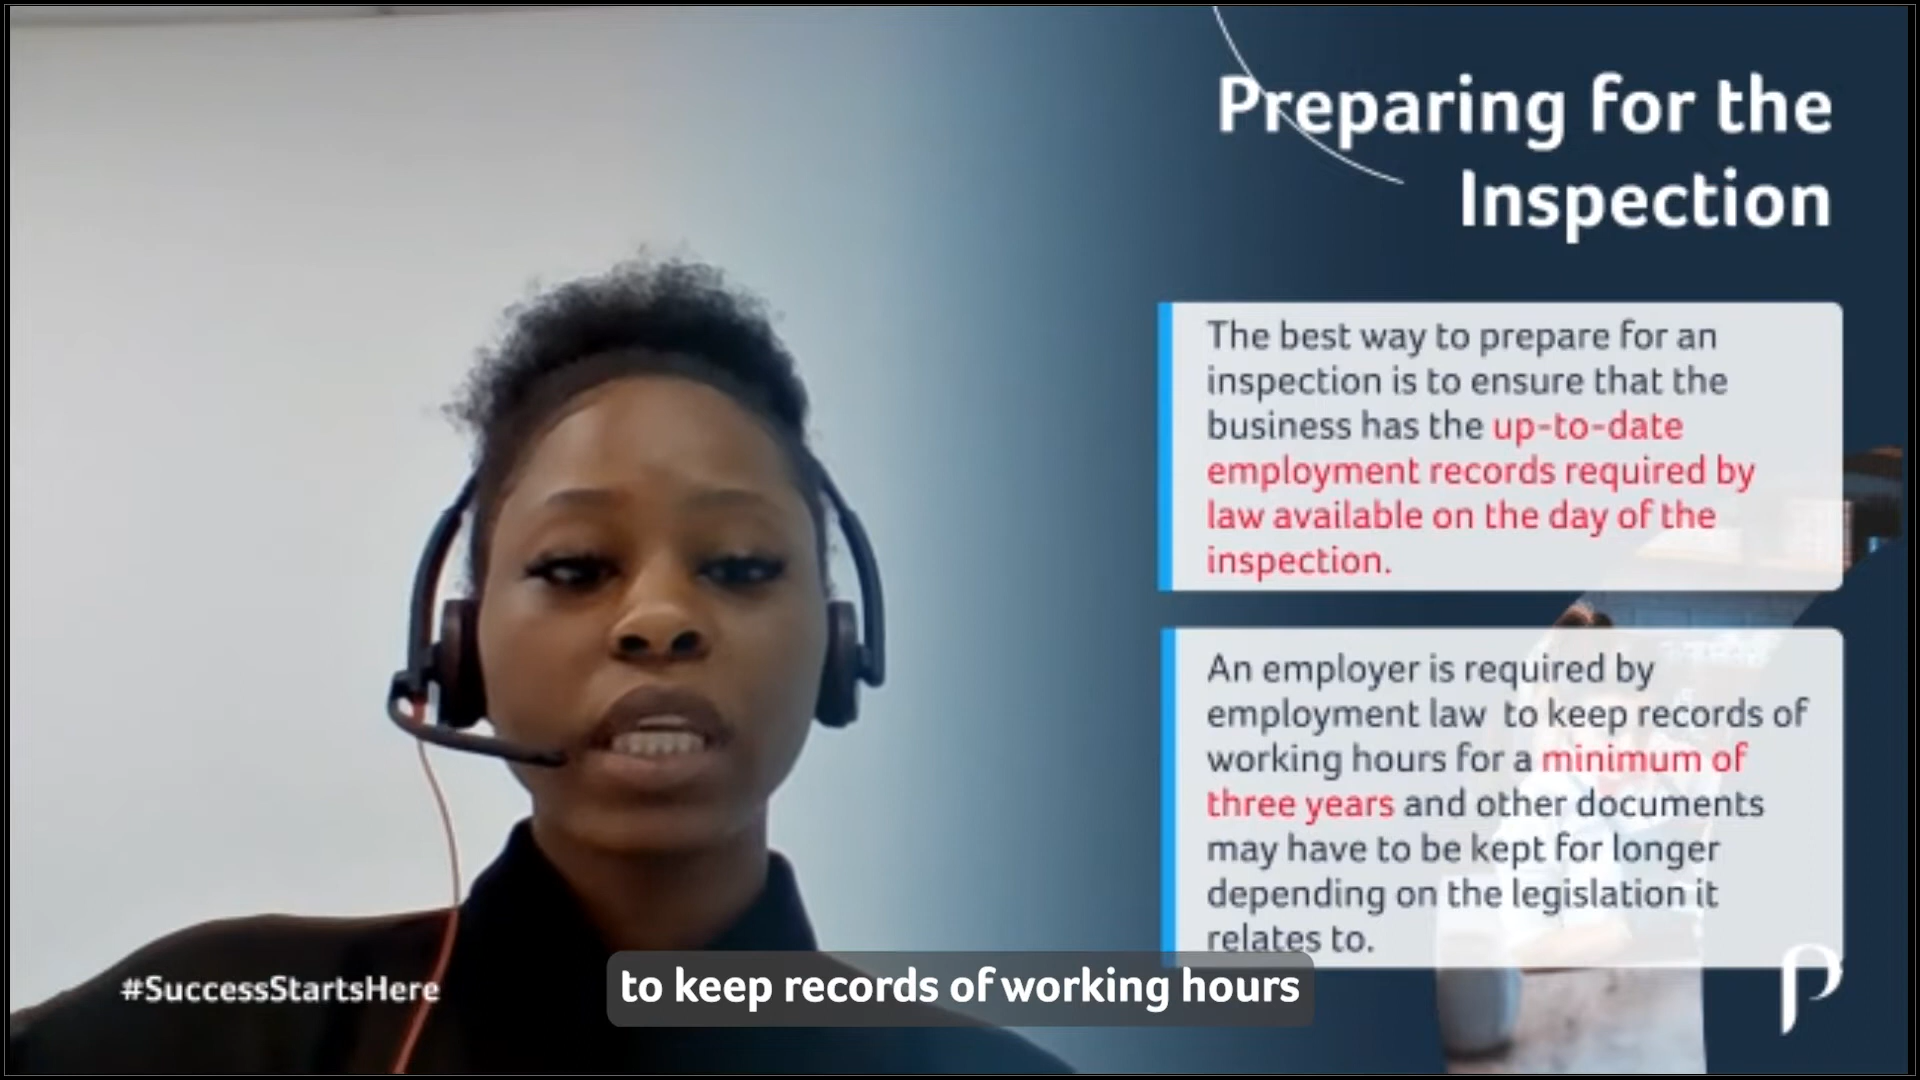 Preparing for the
Inspection
The best way to prepare for an
inspection is to ensure that the
business has the up-to-date
employment records required by
law available on the day of the
inspection.
An employer is required by
employment law to keep records of
working hours for a minimum of
three years and other documents
may have to be kept for longer
depending on the legislation it
relates to.
#SuccessStartsHere
to keep records of working hours